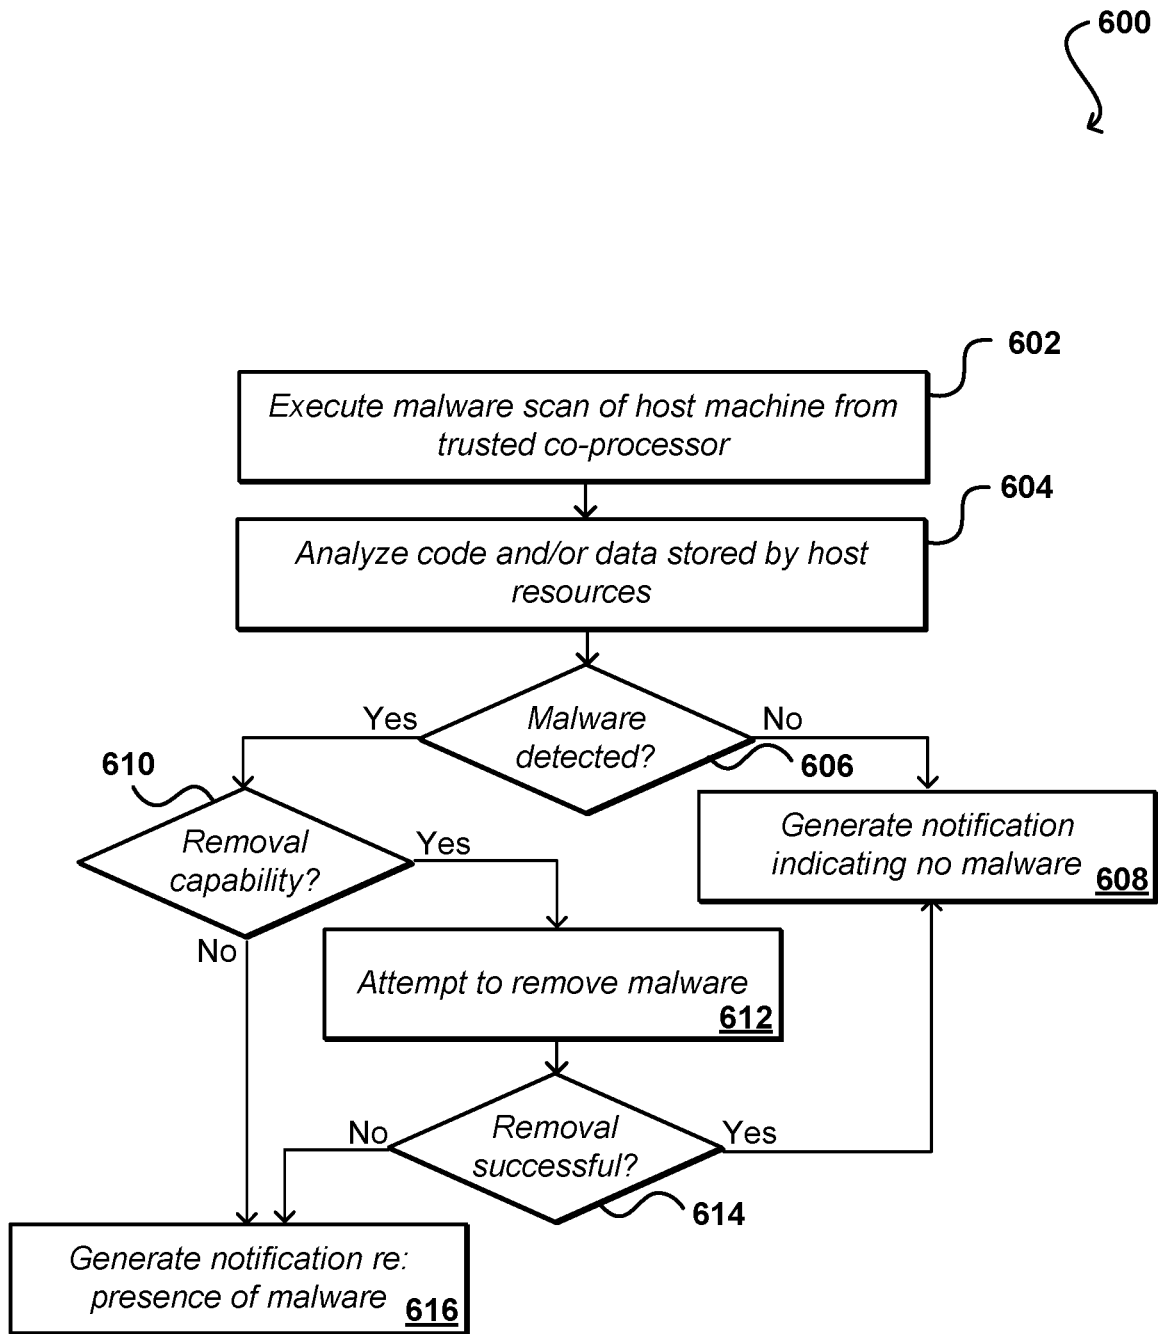 600
602
Execute malware scan of host machine from
trusted co-processor
604
Analyze code and/or data stored by host
resources
Yes
Malware
detected?
No
606
610
Removal
capability?
Yes
No
Generate notification
indicating no malware
608
Attempt to remove malware
612
No
Removal
successful?
Yes
614
Generate notification re:
presence of malware
616